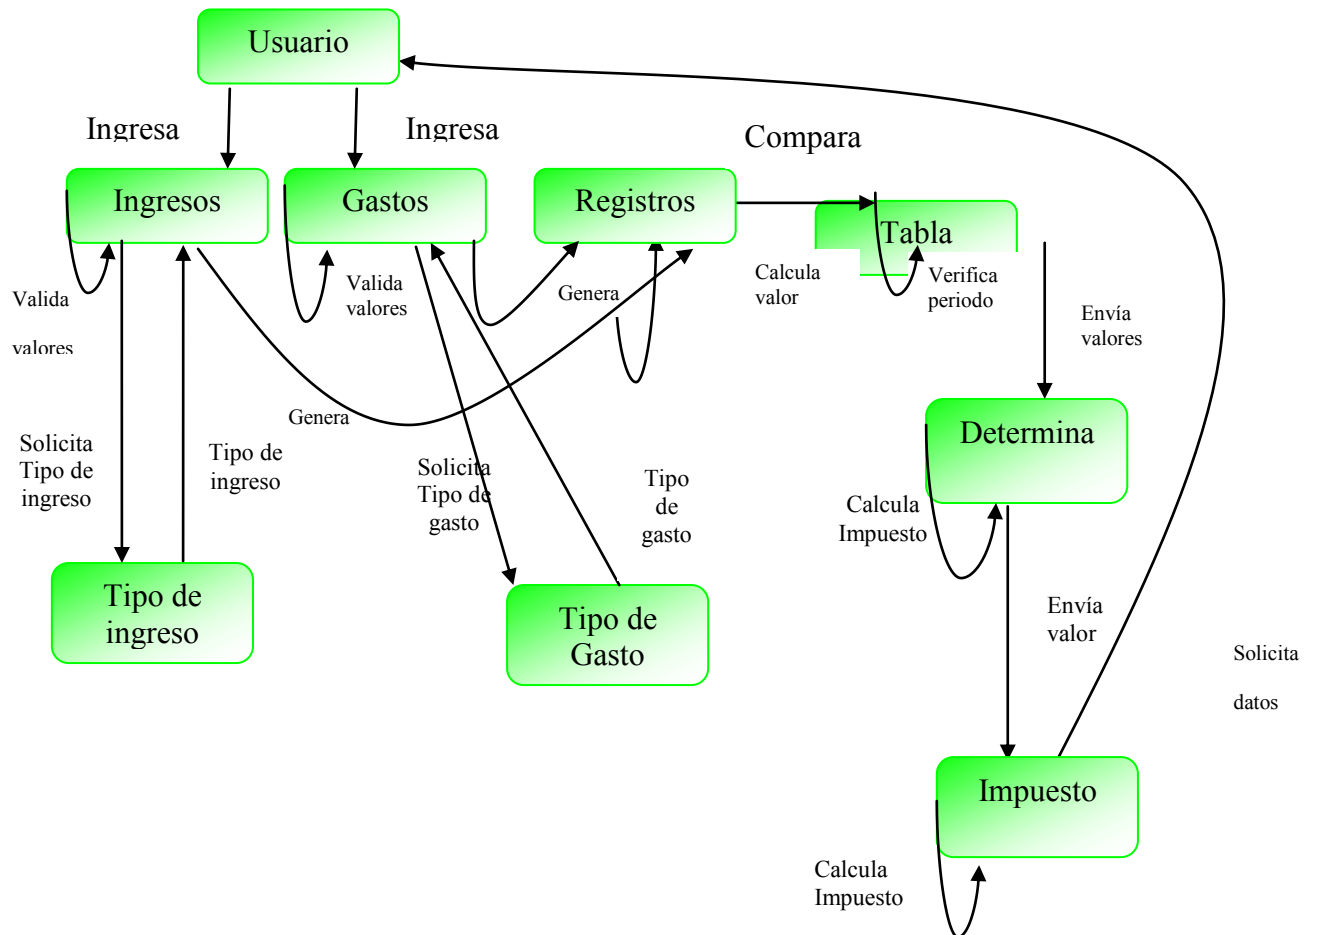 Usuario
Ingresa
Ingresa
Compara
Ingresos
Gastos
Registros
Tabla
Valida
valores
Valida
valores
Genera
Calcula
valor
Verifica
periodo
Envía
valores
Genera
Solicita
Tipo de
ingreso
Tipo de
ingreso
Solicita
Tipo de
gasto
Tipo
de
gasto
Determina
Calcula
Impuesto
Tipo de
ingreso
Tipo de
Gasto
Envía
valor
Solicita
datos
Impuesto
Calcula
Impuesto